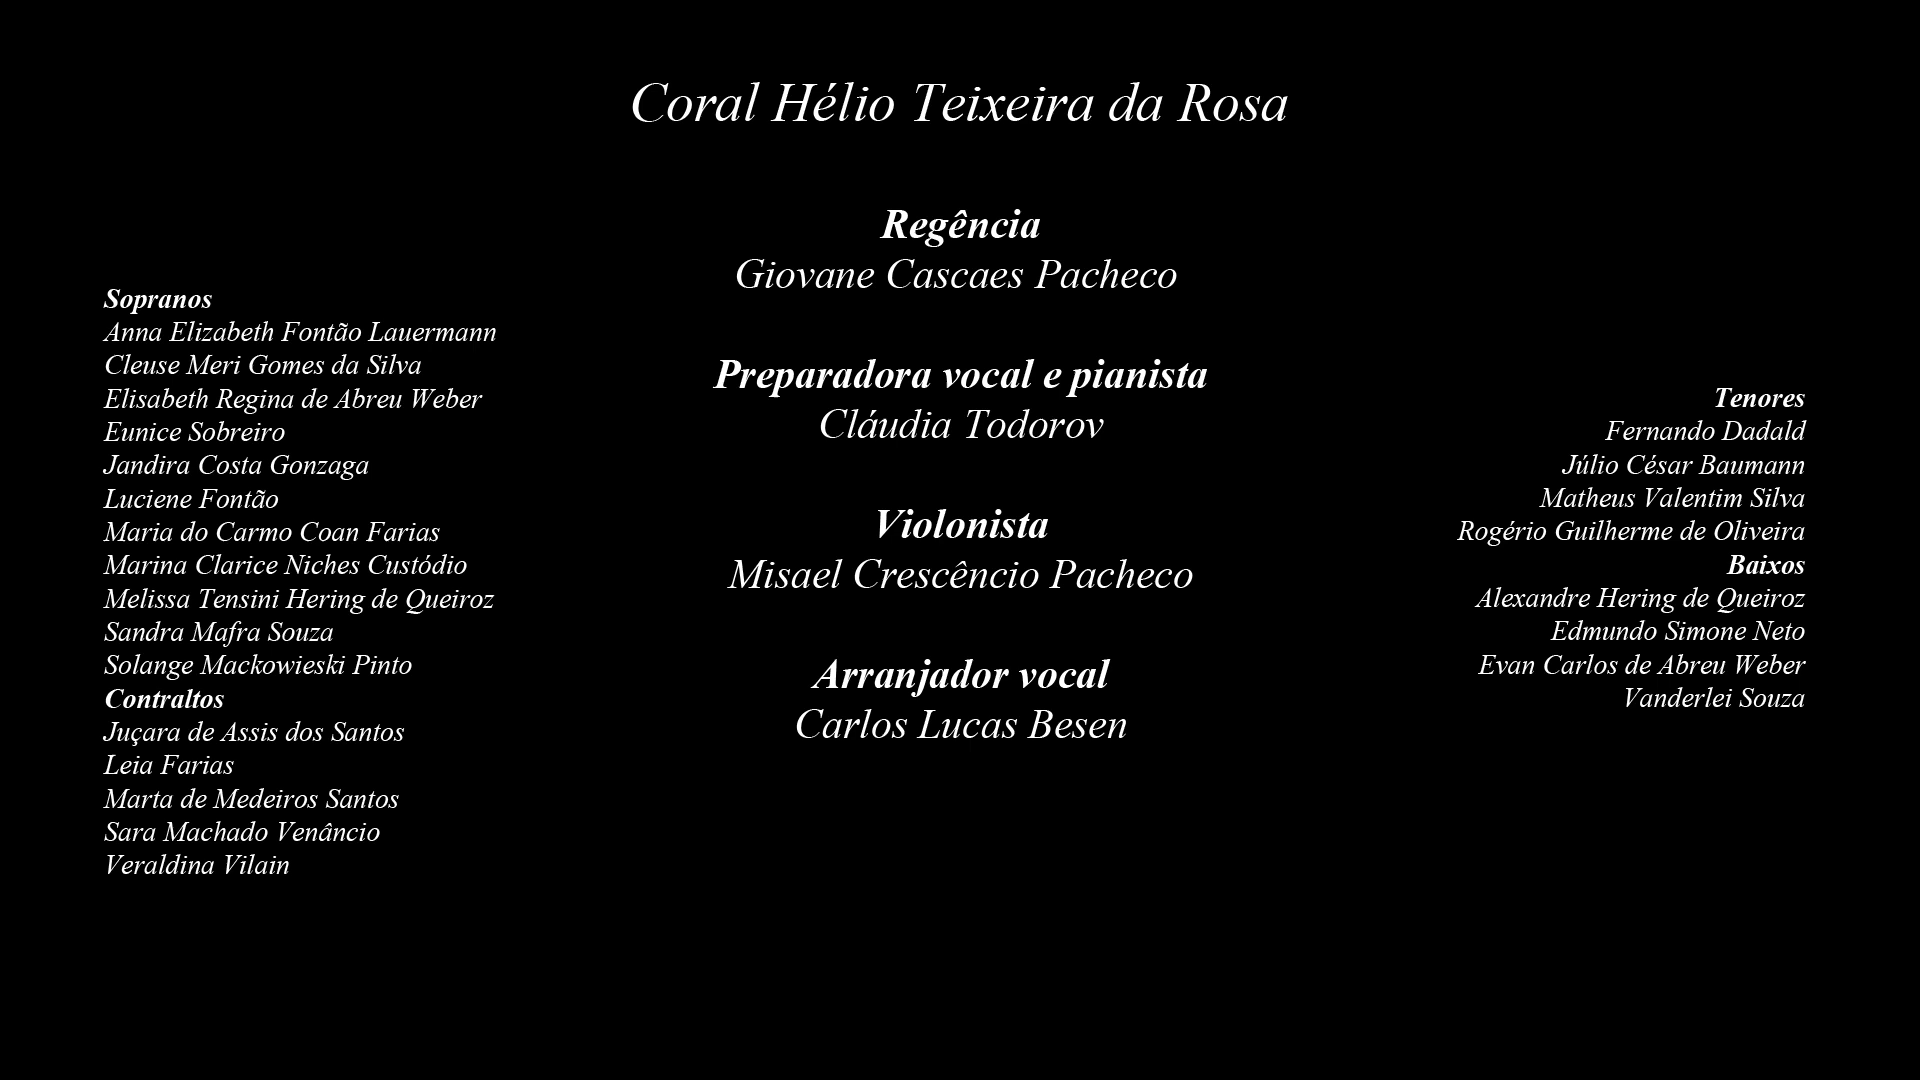 Coral Hélio Teixeira da Rosa
Sopranos
Anna Elizabeth Fontão Lauermann
Cleuse Meri Gomes da Silva
Elisabeth Regina de Abreu Weber
Eunice Sobreiro
Jandira Costa Gonzaga
Luciene Fontão
Maria do Carmo Coan Farias
Marina Clarice Niches Custódio
Melissa Tensini Hering de Queiroz
Sandra Mafra Souza
Solange Mackowieski Pinto
Contraltos
Juçara de Assis dos Santos
Leia Farias
Marta de Medeiros Santos
Sara Machado Venâncio
Veraldina Vilain
Regência
Giovane Cascaes Pacheco
Preparadora vocal e pianista
Cláudia Todorov
Violonista
Misael Crescêncio Pacheco
Arranjador vocal
Carlos Lucas Besen
Tenores
Fernando Dadald
Júlio César Baumann
Matheus Valentim Silva
Rogério Guilherme de Oliveira
Baixos
Alexandre Hering de Queiroz
Edmundo Simone Neto
Evan Carlos de Abreu Weber
Vanderlei Souza